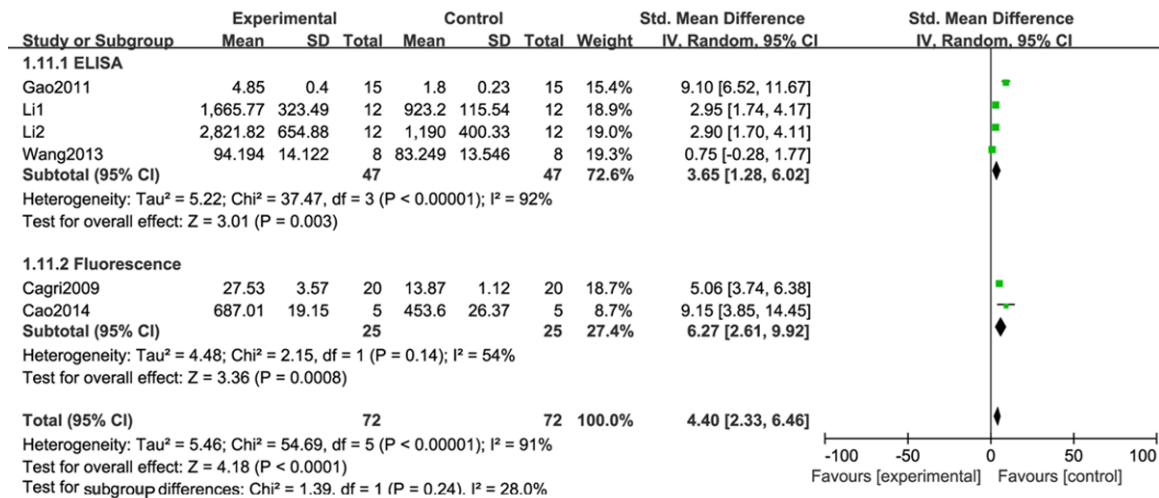 Experimental Control Std. Mean Difference Std. Mean Difference
Study or Subgroup Mean SD Total Mean SD Total Weight IV, Random, 95% CI IV, Random, 95% CI
1.11.1 ELISA
Gao2011 4.85 0.4 15 1.8 0.23 15 15.4% 9.10 [6.52, 11.67]
Li1 1,665.77 323.49 12 923.2 115.54 12 18.9% 2.95 [1.74, 4.17]
Li2 2,821.82 654.88 12 1,190 400.33 12 19.0% 2.90 [1.70, 4.11]
Wang2013 94.194 14.122 8 83.249 13.546 8 19.3% 0.75 [-0.28, 1.77]
Subtotal (95% CI) 47 47 72.6% 3.65 [1.28, 6.02]
Heterogeneity: Tau² = 5.22; Chi² = 37.47, df = 3 (P < 0.00001); I² = 92%
Test for overall effect: Z = 3.01 (P = 0.003)
1.11.2 Fluorescence
Cagri2009 27.53 3.57 20 13.87 1.12 20 18.7% 5.06 [3.74, 6.38]
Cao2014 687.01 19.15 5 453.6 26.37 5 8.7% 9.15 [3.85, 14.45]
Subtotal (95% CI) 25 25 27.4% 6.27 [2.61, 9.92]
Heterogeneity: Tau² = 4.48; Chi² = 2.15, df = 1 (P = 0.14); I² = 54%
Test for overall effect: Z = 3.36 (P = 0.0008)
Total (95% CI) 72 72 100.0% 4.40 [2.33, 6.46]
Heterogeneity: Tau² = 5.46; Chi² = 54.69, df = 5 (P < 0.00001); I² = 91%
Test for overall effect: Z = 4.18 (P < 0.0001)
Test for subgroup differences: Chi² = 1.39, df = 1 (P = 0.24), I² = 28.0%
-100 -50 0 50 100
Favours [experimental] Favours [control]